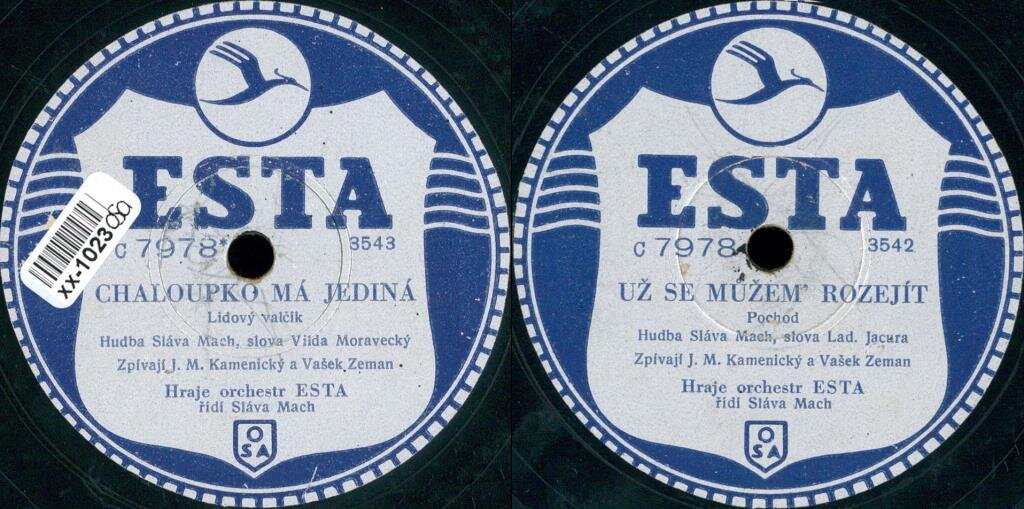 ESTA
C 7978*
3543
CHALOUPKO MÁ JEDINÁ
Lidový valčík
Hudba Sláva Mach, slova Vilda Moravecký
Zpívají J. M. Kamenický a Vašek Zeman
Hraje orchestr ESTA
řídí Sláva Mach
OSA
XX-1023
ESTA
C 7978
3542
UŽ SE MŮŽEM' ROZEJÍT
Pochod
Hudba Sláva Mach, slova Lad. Jacura
Zpívají J. M. Kamenický a Vašek Zeman
Hraje orchestr ESTA
řídí Sláva Mach
OSA